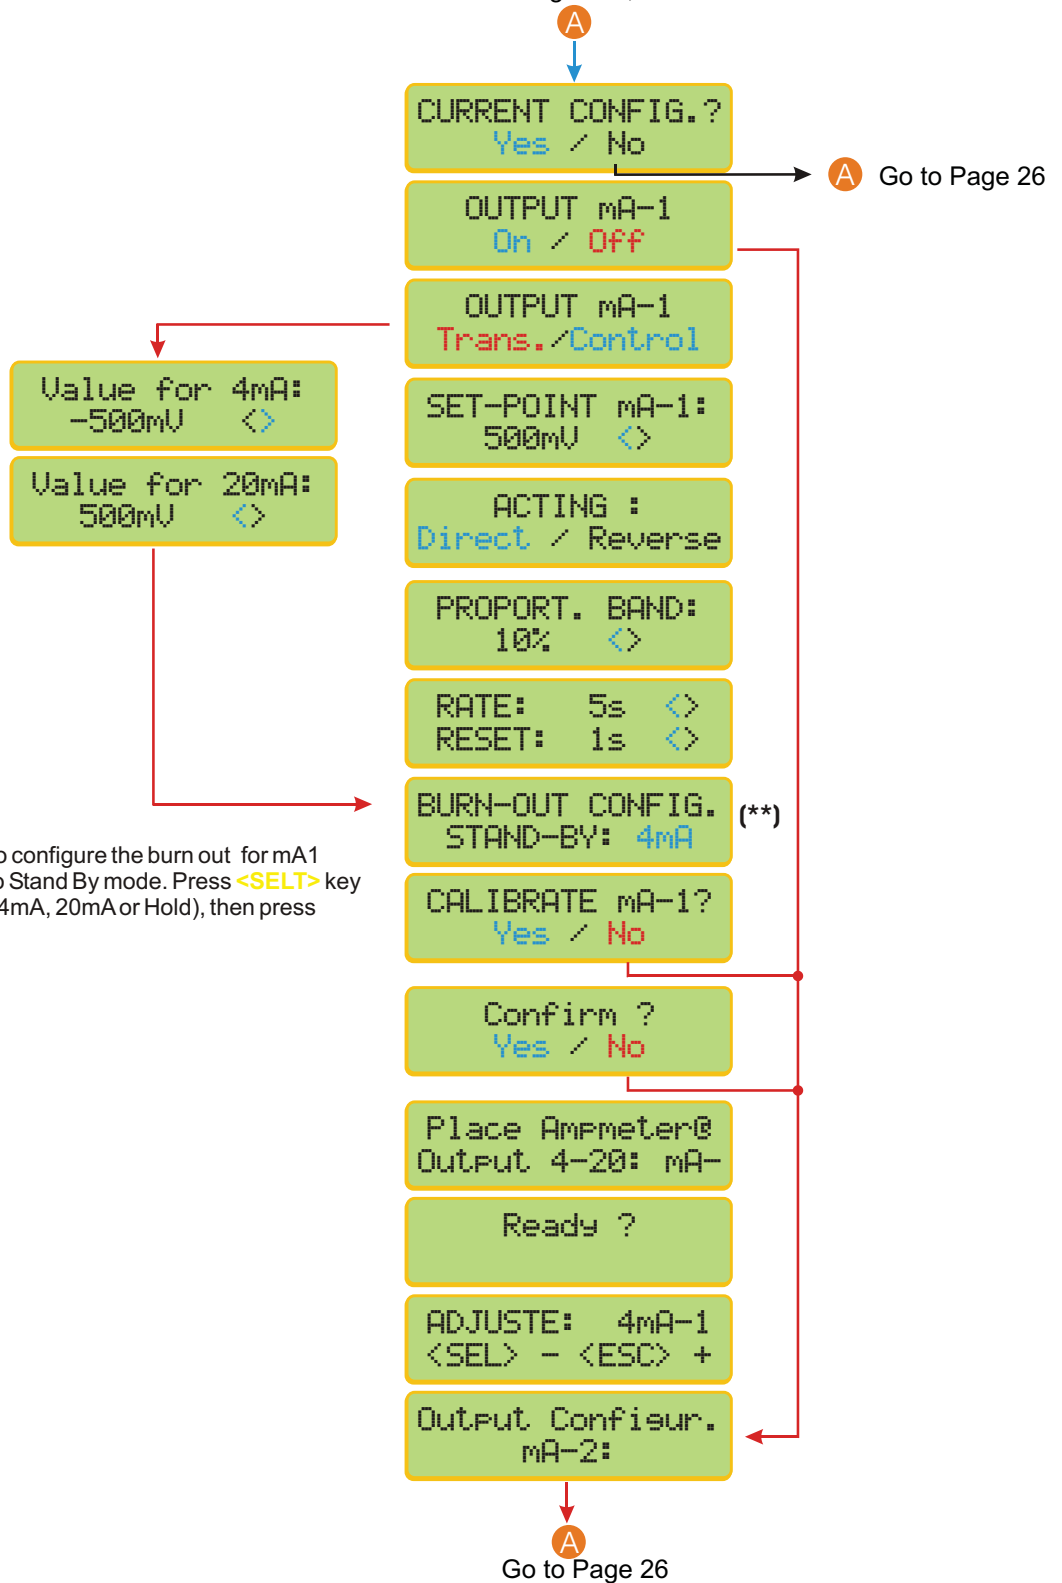 A
CURRENT CONFIG.?
Yes / No
A Go to Page 26
OUTPUT mA-1
On / Off
OUTPUT mA-1
Trans./Control
Value for 4mA:
-500mV <>
Value for 20mA:
500mV <>
SET-POINT mA-1:
500mV <>
ACTING :
Direct / Reverse
PROPORT. BAND:
10% <>
RATE: 5s <>
RESET: 1s <>
BURN-OUT CONFIG.
STAND-BY: 4mA
(**)
o configure the burn out for mA1
o Stand By mode. Press <SELT> key
4mA, 20mA or Hold), then press
CALIBRATE mA-1?
Yes / No
Confirm ?
Yes / No
Place Ampmeter@
Output 4-20: mA-
Ready ?
ADJUSTE: 4mA-1
<SEL> - <ESC> +
Output Configur.
mA-2:
A
Go to Page 26